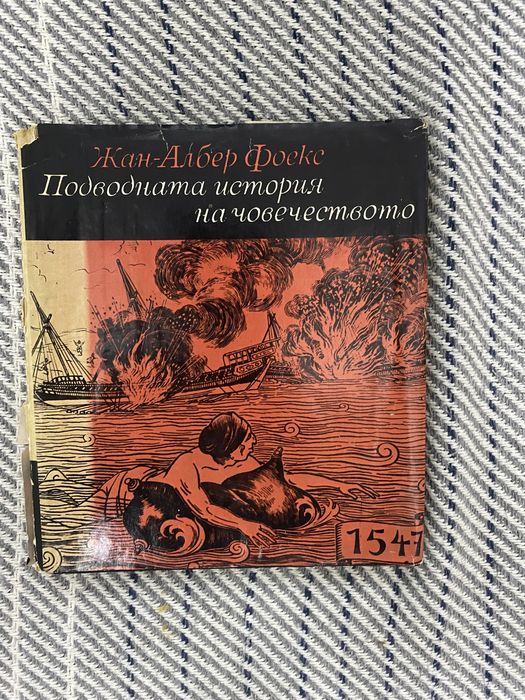 Жан-Албер Фоекс
Подводната история
на човечеството
1547